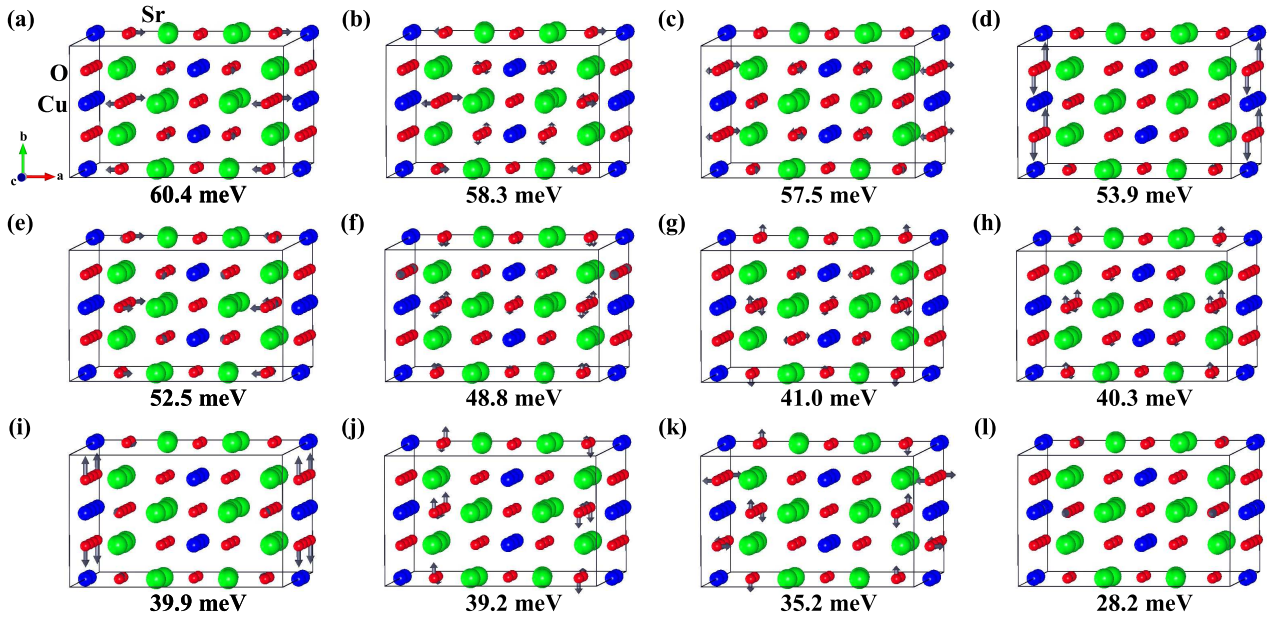 (a) Sr (b) (c) (d)
O
Cu
b
c a
60.4 meV 58.3 meV 57.5 meV 53.9 meV
(e) (f) (g) (h)
52.5 meV 48.8 meV 41.0 meV 40.3 meV
(i) (j) (k) (l)
39.9 meV 39.2 meV 35.2 meV 28.2 meV